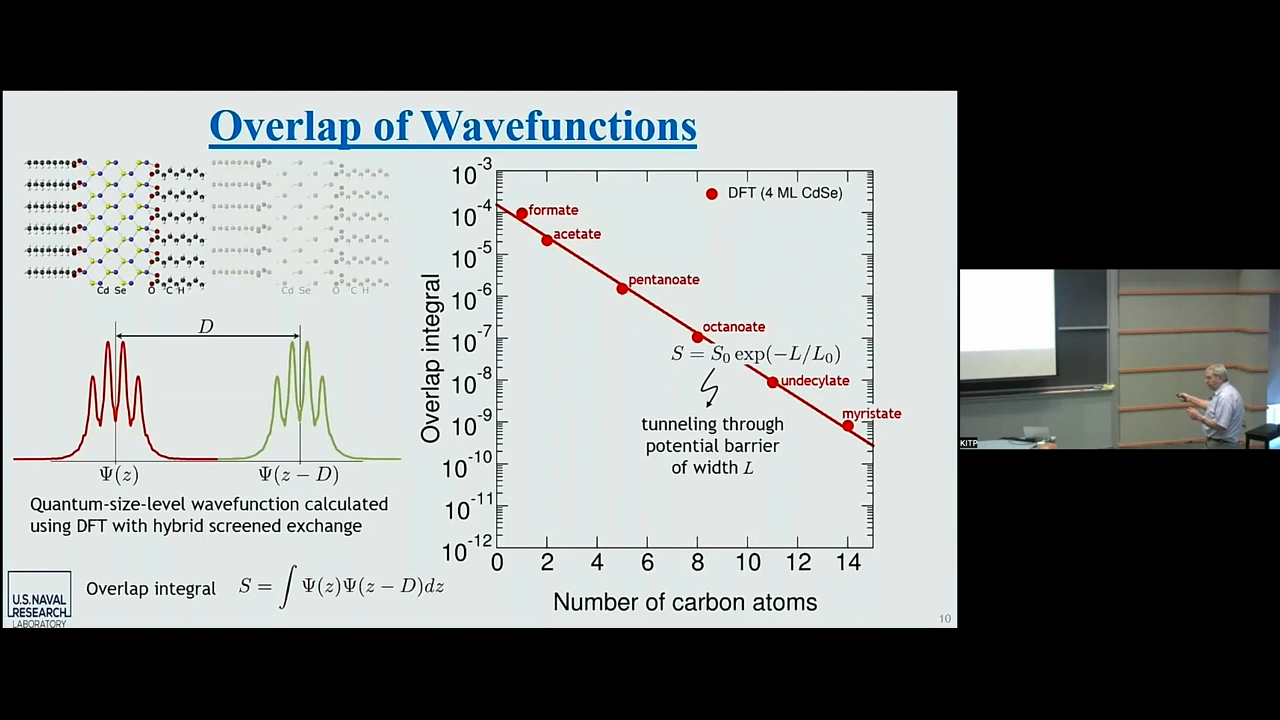 Overlap of Wavefunctions
Cd Se O C H
Cd Se O C H
D
Ψ(z)
Ψ(z − D)
Quantum-size-level wavefunction calculated
using DFT with hybrid screened exchange
Overlap integral S = ∫ Ψ(z)Ψ(z − D)dz
U.S. NAVAL
RESEARCH
LABORATORY
Overlap integral
10⁻³
10⁻⁴
10⁻⁵
10⁻⁶
10⁻⁷
10⁻⁸
10⁻⁹
10⁻¹⁰
10⁻¹¹
10⁻¹²
DFT (4 ML CdSe)
formate
acetate
pentanoate
octanoate
S = S₀ exp(−L/L₀)
undecylate
myristate
tunneling through
potential barrier
of width L
0 2 4 6 8 10 12 14
Number of carbon atoms
10
KITP